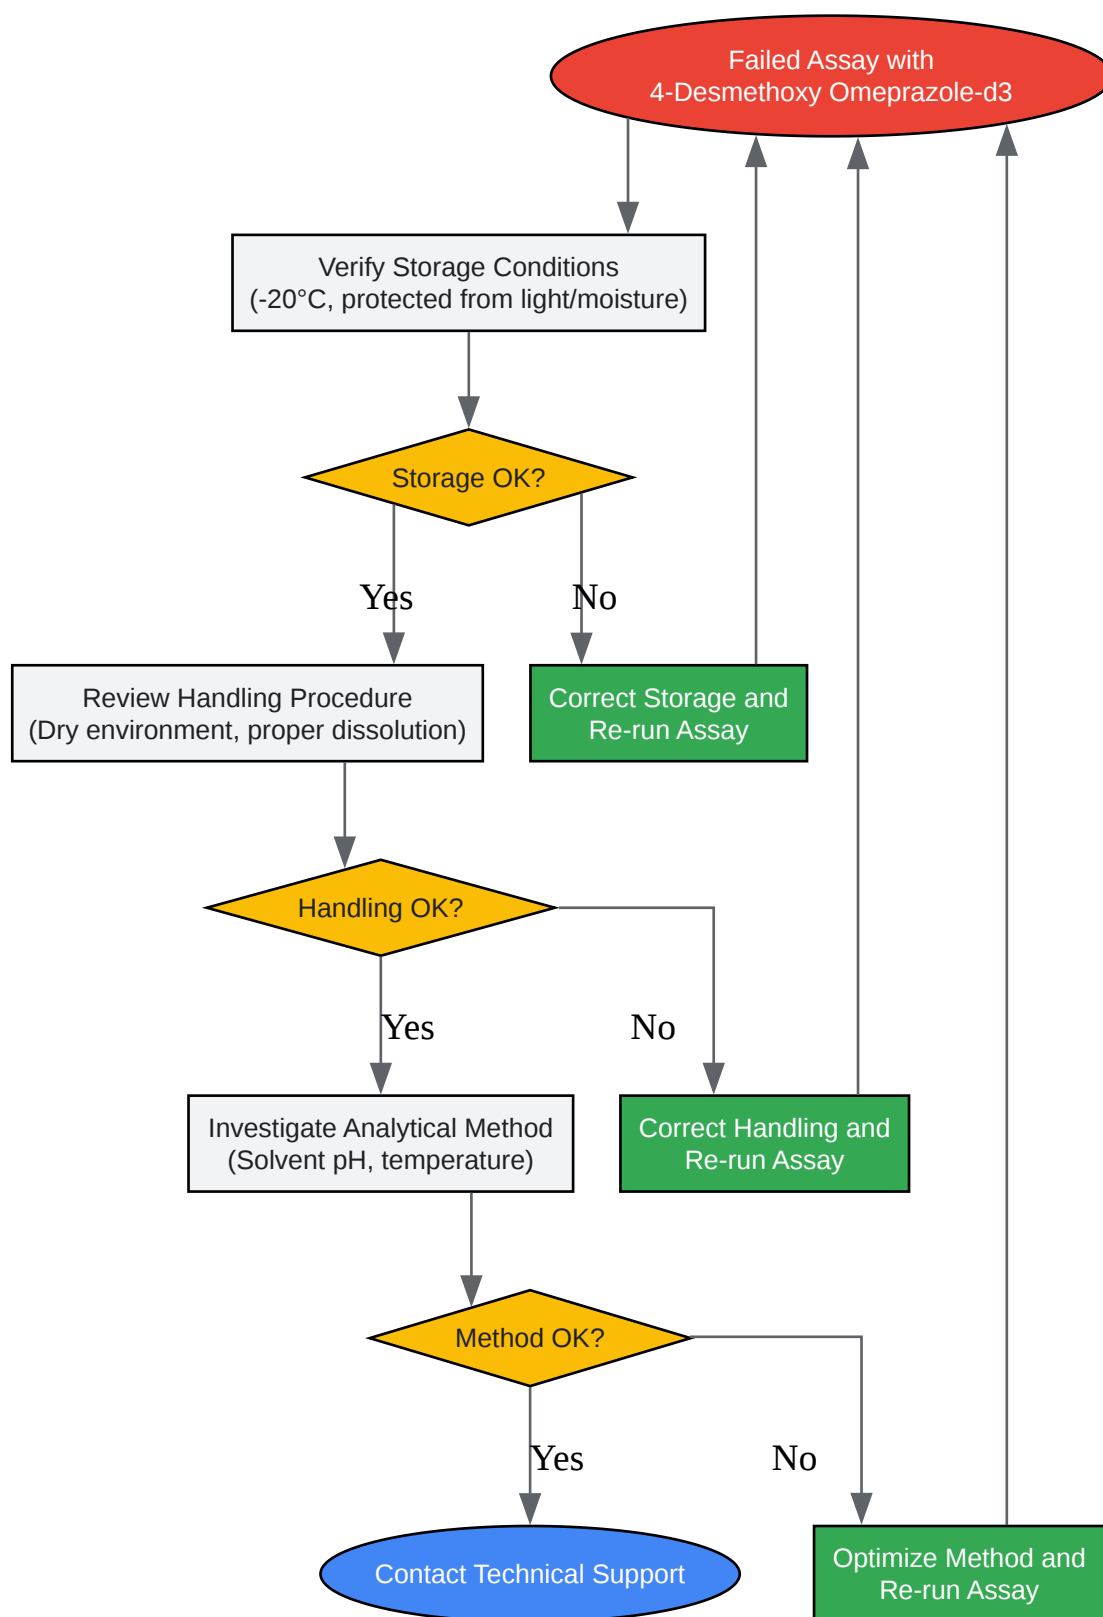 Failed Assay with
4-Desmethoxy Omeprazole-d3
Verify Storage Conditions
(-20°C, protected from light/moisture)
Storage OK?
Yes
No
Review Handling Procedure
(Dry environment, proper dissolution)
Correct Storage and
Re-run Assay
Handling OK?
Yes
No
Investigate Analytical Method
(Solvent pH, temperature)
Correct Handling and
Re-run Assay
Method OK?
Yes
No
Contact Technical Support
Optimize Method and
Re-run Assay